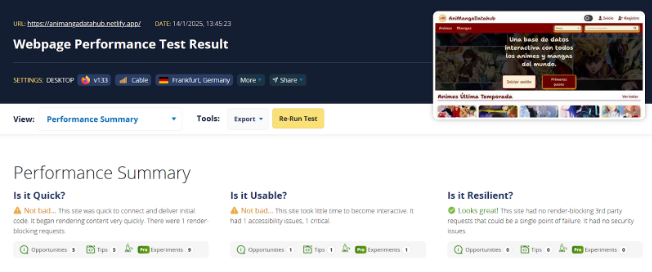 URL: https://animangadatahub.netlify.app/ DATE: 14/1/2025, 13:45:23
Webpage Performance Test Result
SETTINGS: DESKTOP v133 Cable Frankfurt, Germany More Share
AniMangaDatahub Inicio Registro
Animes Mangas
Una base de datos
interactiva con todos
los animes y mangas
del mundo.
Iniciar sesión Primeros pasos
Animes Última Temporada Ver todos
View: Performance Summary Tools: Export Re-Run Test
Performance Summary
Is it Quick?
Not bad... This site was quick to connect and deliver initial
code. It began rendering content very quickly. There were 1 render-
blocking requests.
Opportunities 3 Tips 5 Pro Experiments 9
Is it Usable?
Not bad... This site took little time to become interactive. It
had 1 accessibility issues, 1 critical.
Opportunities 1 Tips 1 Pro Experiments 1
Is it Resilient?
Looks great! This site had no render-blocking 3rd party
requests that could be a single point of failure. It had no security
issues.
Opportunities 0 Tips 0 Pro Experiments 0